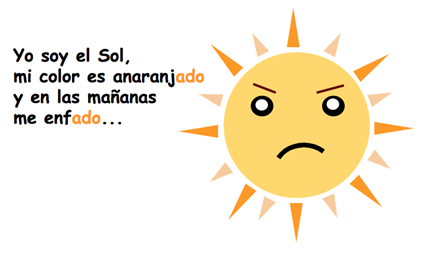 Yo soy el Sol,
mi color es anaranjado
y en las mañanas
me enfado...